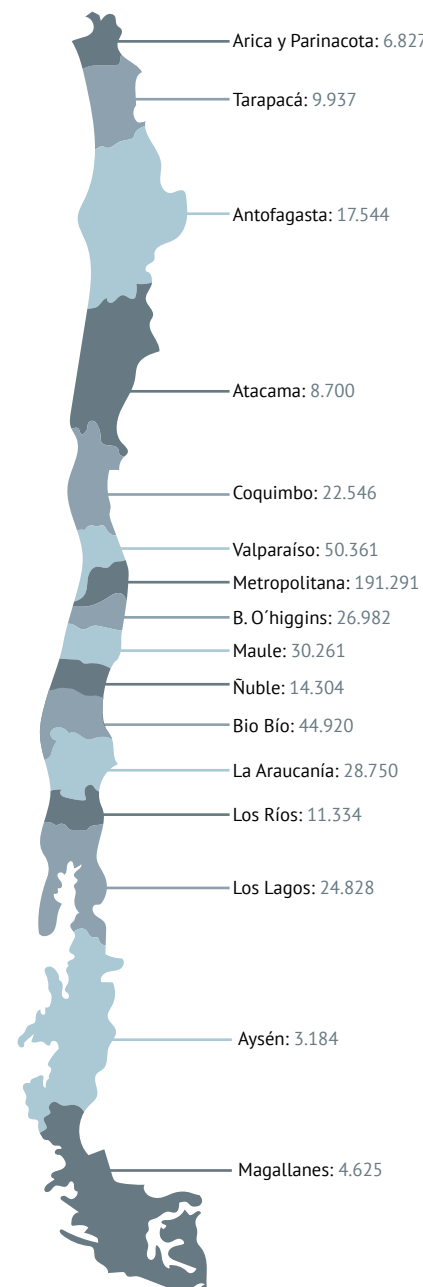 Arica y Parinacota: 6.827
Tarapacá: 9.937
Antofagasta: 17.544
Atacama: 8.700
Coquimbo: 22.546
Valparaíso: 50.361
Metropolitana: 191.291
B. O´higgins: 26.982
Maule: 30.261
Ñuble: 14.304
Bio Bío: 44.920
La Araucanía: 28.750
Los Ríos: 11.334
Los Lagos: 24.828
Aysén: 3.184
Magallanes: 4.625